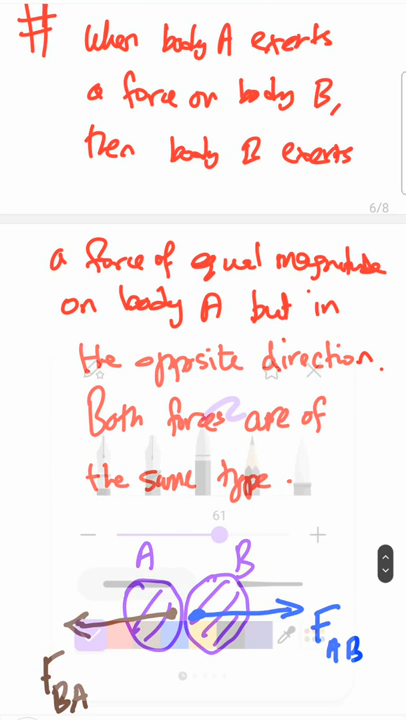 # When body A exerts
a force on body B,
then body B exerts
6/8
a force of equal magnitude
on body A but in
the opposite direction.
Both forces are of
the same type.
61
A B
F AB
F BA